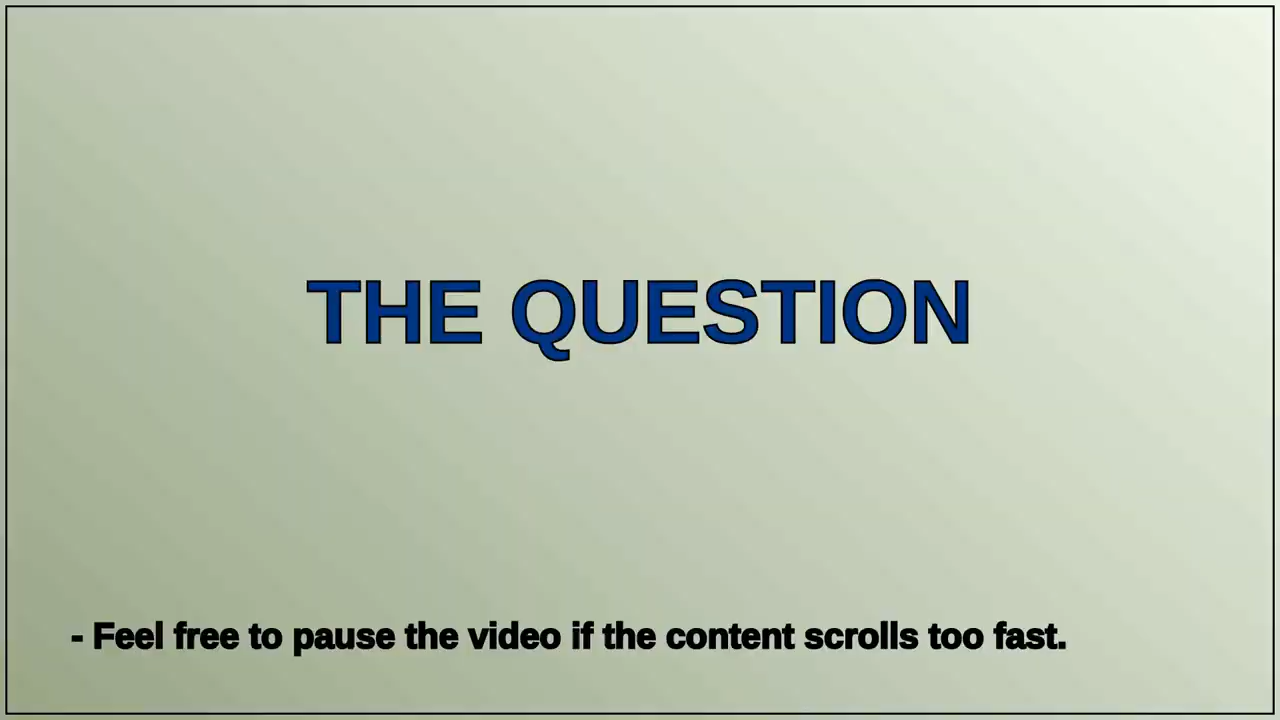 THE QUESTION
- Feel free to pause the video if the content scrolls too fast.